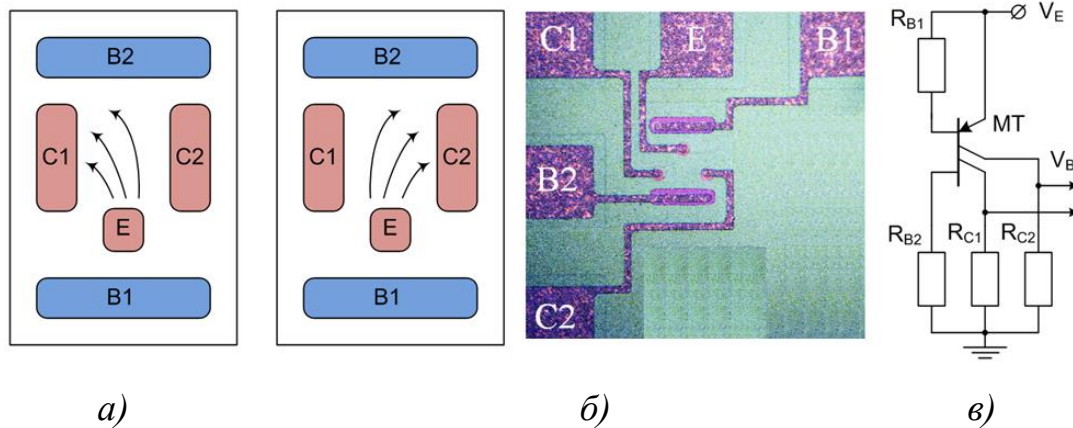 B2
C1
C2
E
B1
B2
C1
C2
E
B1
C1
E
B1
B2
C2
R_B1
V_E
MT
V_B
R_B2
R_C1
R_C2
а)
б)
в)